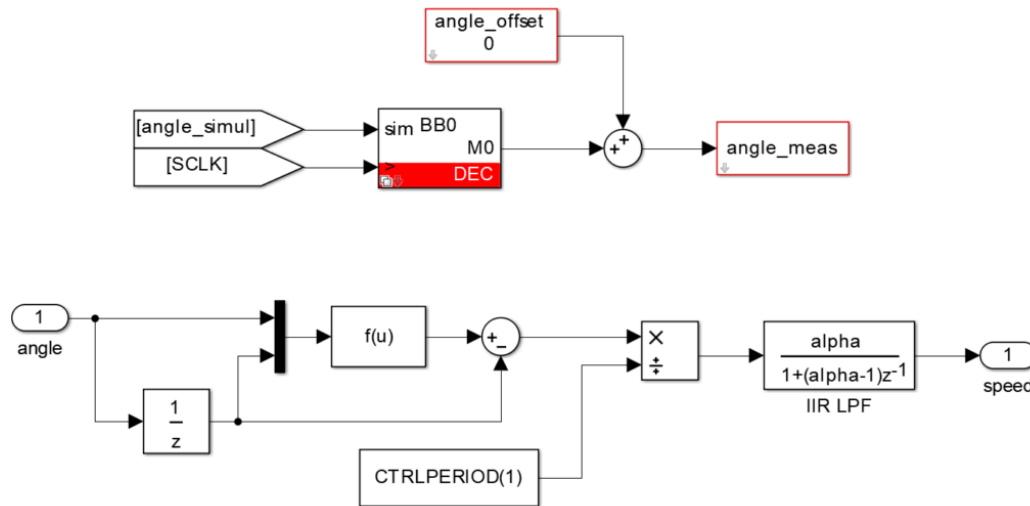 angle_offset
0
[angle_simul]
[SCLK]
sim BB0
M0
>
DEC
+ +
angle_meas
1
angle
f(u)
+ −
×
÷
alpha
1+(alpha-1)z⁻¹
IIR LPF
1
speed
1
z
CTRLPERIOD(1)